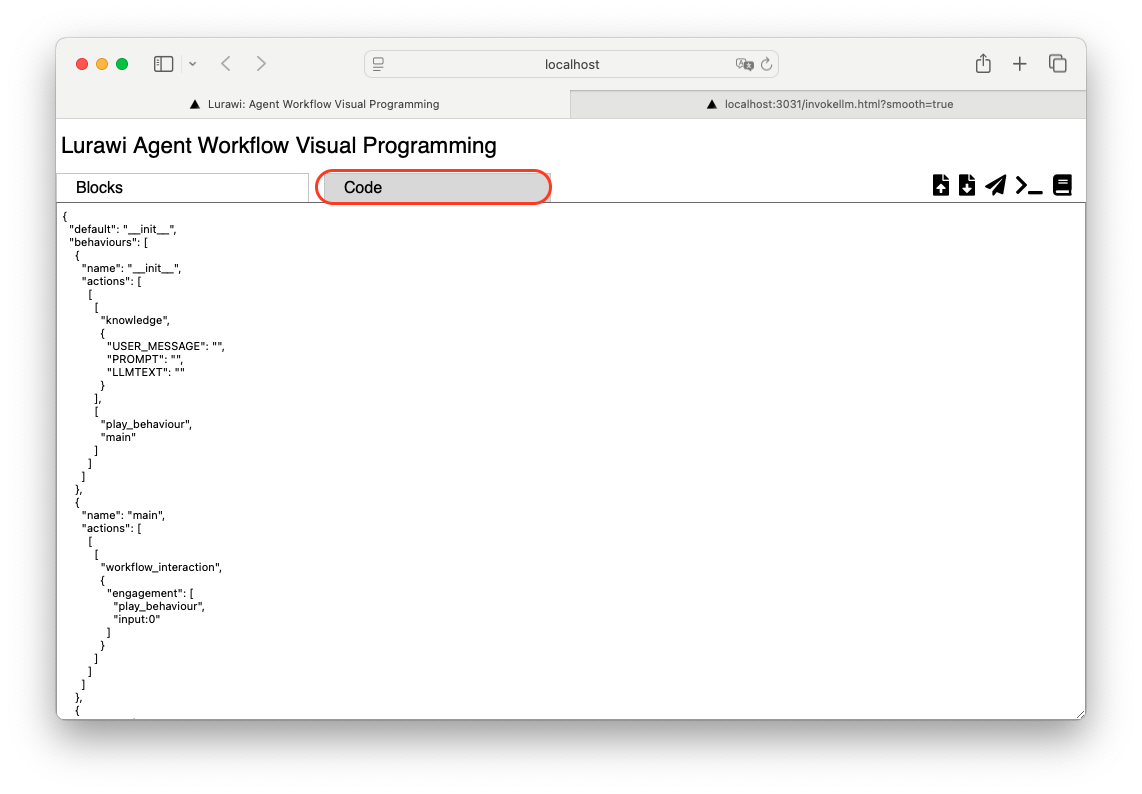 localhost
Lurawi: Agent Workflow Visual Programming
localhost:3031/invokellm.html?smooth=true
Lurawi Agent Workflow Visual Programming
Blocks
Code
{
"default": "__init__",
"behaviours": [
{
"name": "__init__",
"actions": [
[
[
"knowledge",
{
"USER_MESSAGE": "",
"PROMPT": "",
"LLMTEXT": ""
}
],
[
"play_behaviour",
"main"
]
]
]
},
{
"name": "main",
"actions": [
[
[
"workflow_interaction",
{
"engagement": [
"play_behaviour",
"input:0"
]
}
]
]
]
},
{